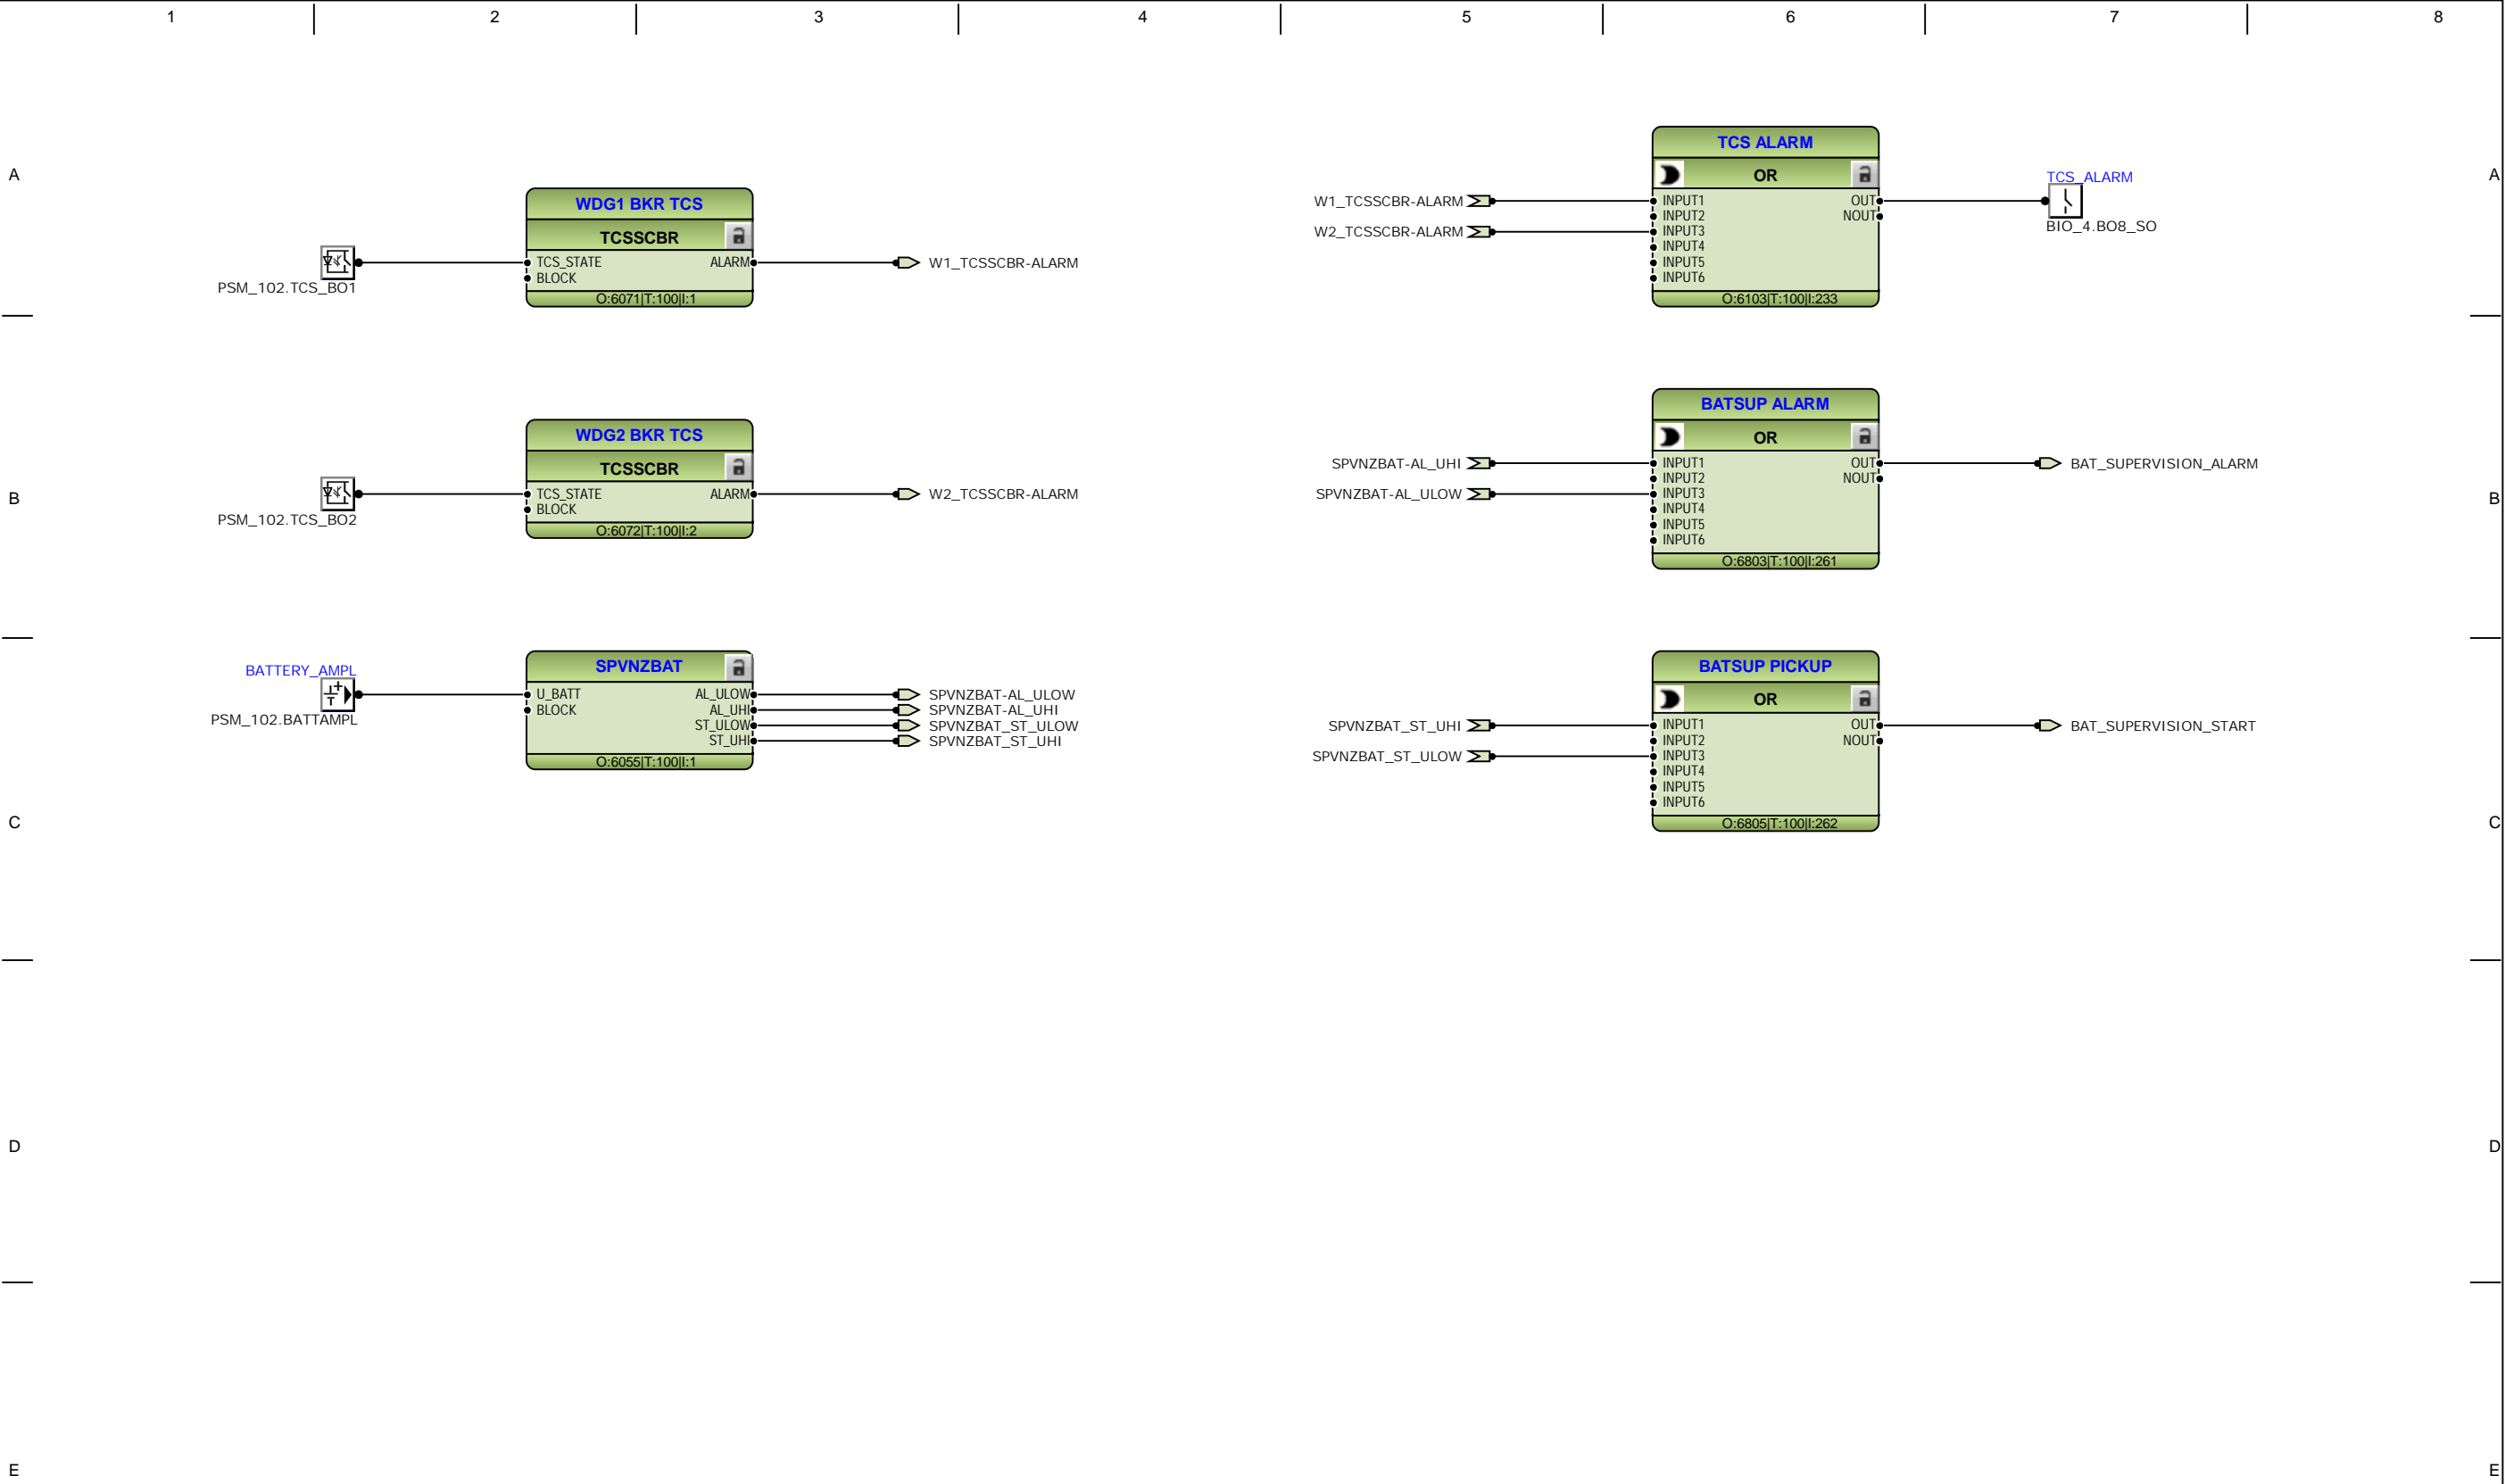 1 2 3 4 5 6 7 8
A
WDG1 BKR TCS
TCSSCBR
TCS_STATE ALARM
BLOCK
O:6071|T:100|I:1
PSM_102.TCS_BO1
W1_TCSSCBR-ALARM
TCS ALARM
OR
W1_TCSSCBR-ALARM
W2_TCSSCBR-ALARM
INPUT1 OUT
INPUT2 NOUT
INPUT3
INPUT4
INPUT5
INPUT6
O:6103|T:100|I:233
TCS_ALARM
BIO_4.BO8_SO
A
B
WDG2 BKR TCS
TCSSCBR
TCS_STATE ALARM
BLOCK
O:6072|T:100|I:2
PSM_102.TCS_BO2
W2_TCSSCBR-ALARM
BATSUP ALARM
OR
SPVNZBAT-AL_UHI
SPVNZBAT-AL_ULOW
INPUT1 OUT
INPUT2 NOUT
INPUT3
INPUT4
INPUT5
INPUT6
O:6803|T:100|I:261
BAT_SUPERVISION_ALARM
B
BATTERY_AMPL
PSM_102.BATTAMPL
SPVNZBAT
U_BATT AL_ULOW
BLOCK AL_UHI
ST_ULOW
ST_UHI
O:6055|T:100|I:1
SPVNZBAT-AL_ULOW
SPVNZBAT-AL_UHI
SPVNZBAT_ST_ULOW
SPVNZBAT_ST_UHI
BATSUP PICKUP
OR
SPVNZBAT_ST_UHI
SPVNZBAT_ST_ULOW
INPUT1 OUT
INPUT2 NOUT
INPUT3
INPUT4
INPUT5
INPUT6
O:6805|T:100|I:262
BAT_SUPERVISION_START
C C
D D
E E